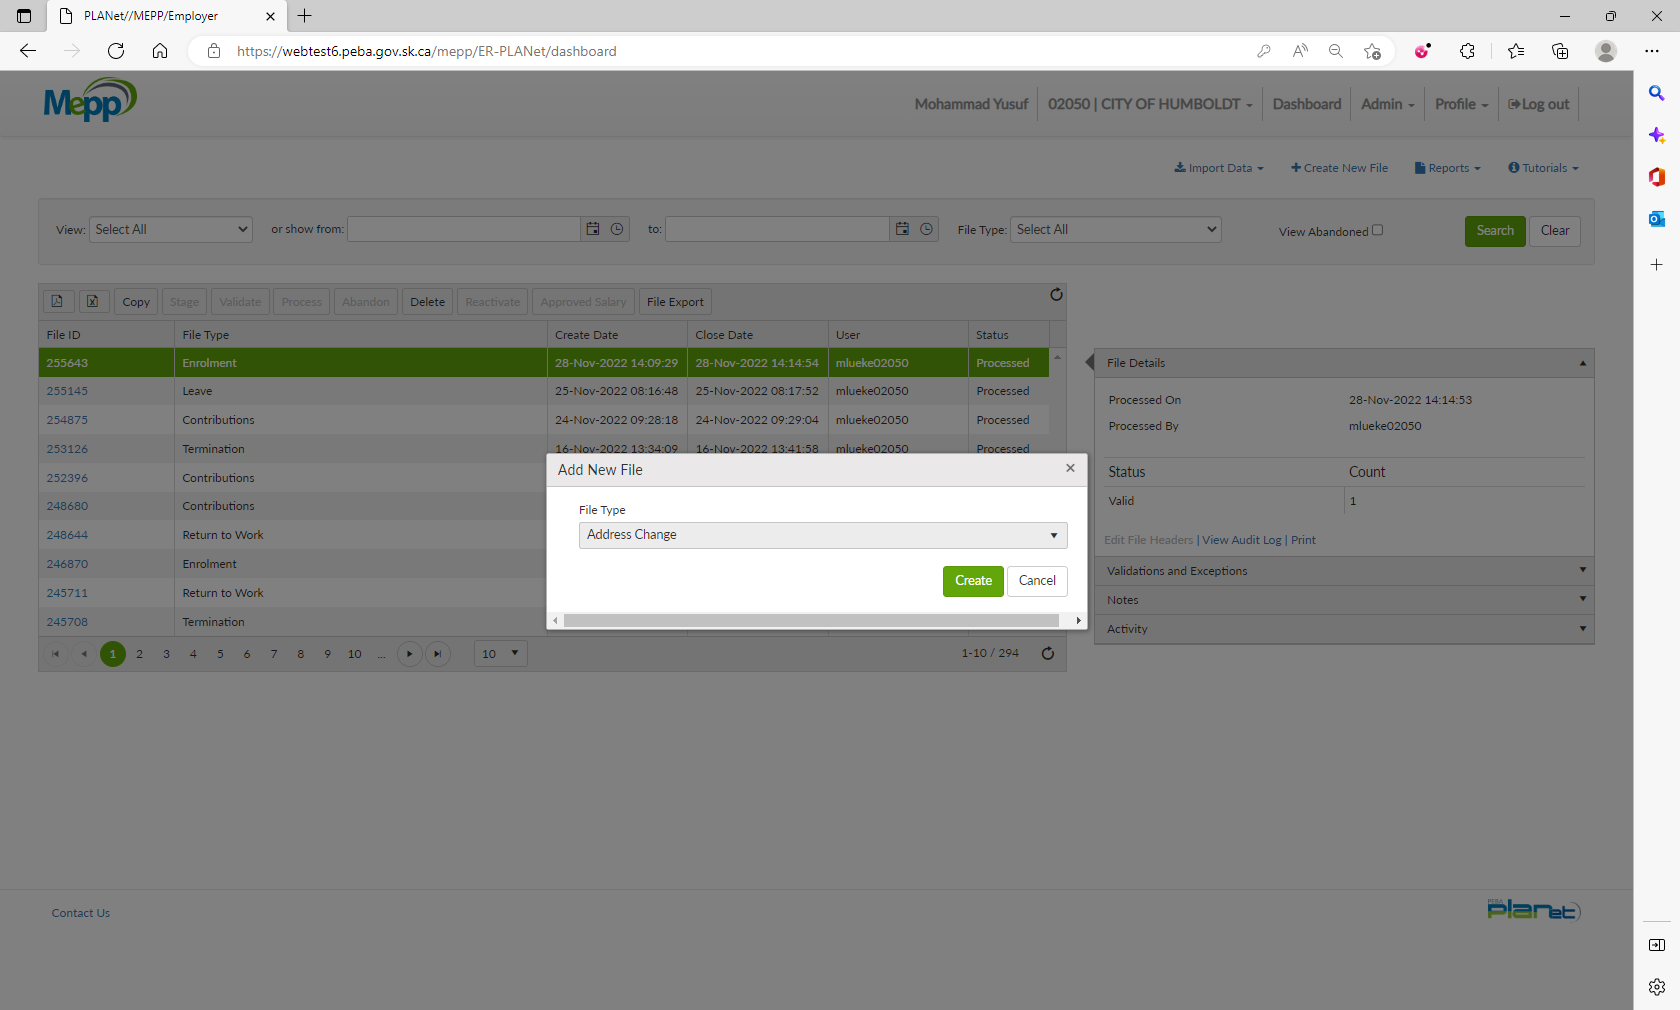 PLANet//MEPP/Employer
https://webtest6.peba.gov.sk.ca/mepp/ER-PLANet/dashboard
Mepp
Mohammad Yusuf
02050 | CITY OF HUMBOLDT
Dashboard
Admin
Profile
Log out
Import Data
Create New File
Reports
Tutorials
View: Select All
or show from:
to:
File Type: Select All
View Abandoned
Search
Clear
Copy Stage Validate Process Abandon Delete Reactivate Approved Salary File Export
File ID File Type Create Date Close Date User Status
255643 Enrolment 28-Nov-2022 14:09:29 28-Nov-2022 14:14:54 mlueke02050 Processed
255145 Leave 25-Nov-2022 08:16:48 25-Nov-2022 08:17:52 mlueke02050 Processed
254875 Contributions 24-Nov-2022 09:28:18 24-Nov-2022 09:29:04 mlueke02050 Processed
253126 Termination 16-Nov-2022 13:34:09 16-Nov-2022 13:41:58 mlueke02050 Processed
252396 Contributions
248680 Contributions
248644 Return to Work
246870 Enrolment
245711 Return to Work
245708 Termination
1 2 3 4 5 6 7 8 9 10 ... 10 1-10 / 294
Add New File
File Type
Address Change
Create Cancel
File Details
Processed On 28-Nov-2022 14:14:53
Processed By mlueke02050
Status Count
Valid 1
Edit File Headers | View Audit Log | Print
Validations and Exceptions
Notes
Activity
Contact Us
PEBA
planet